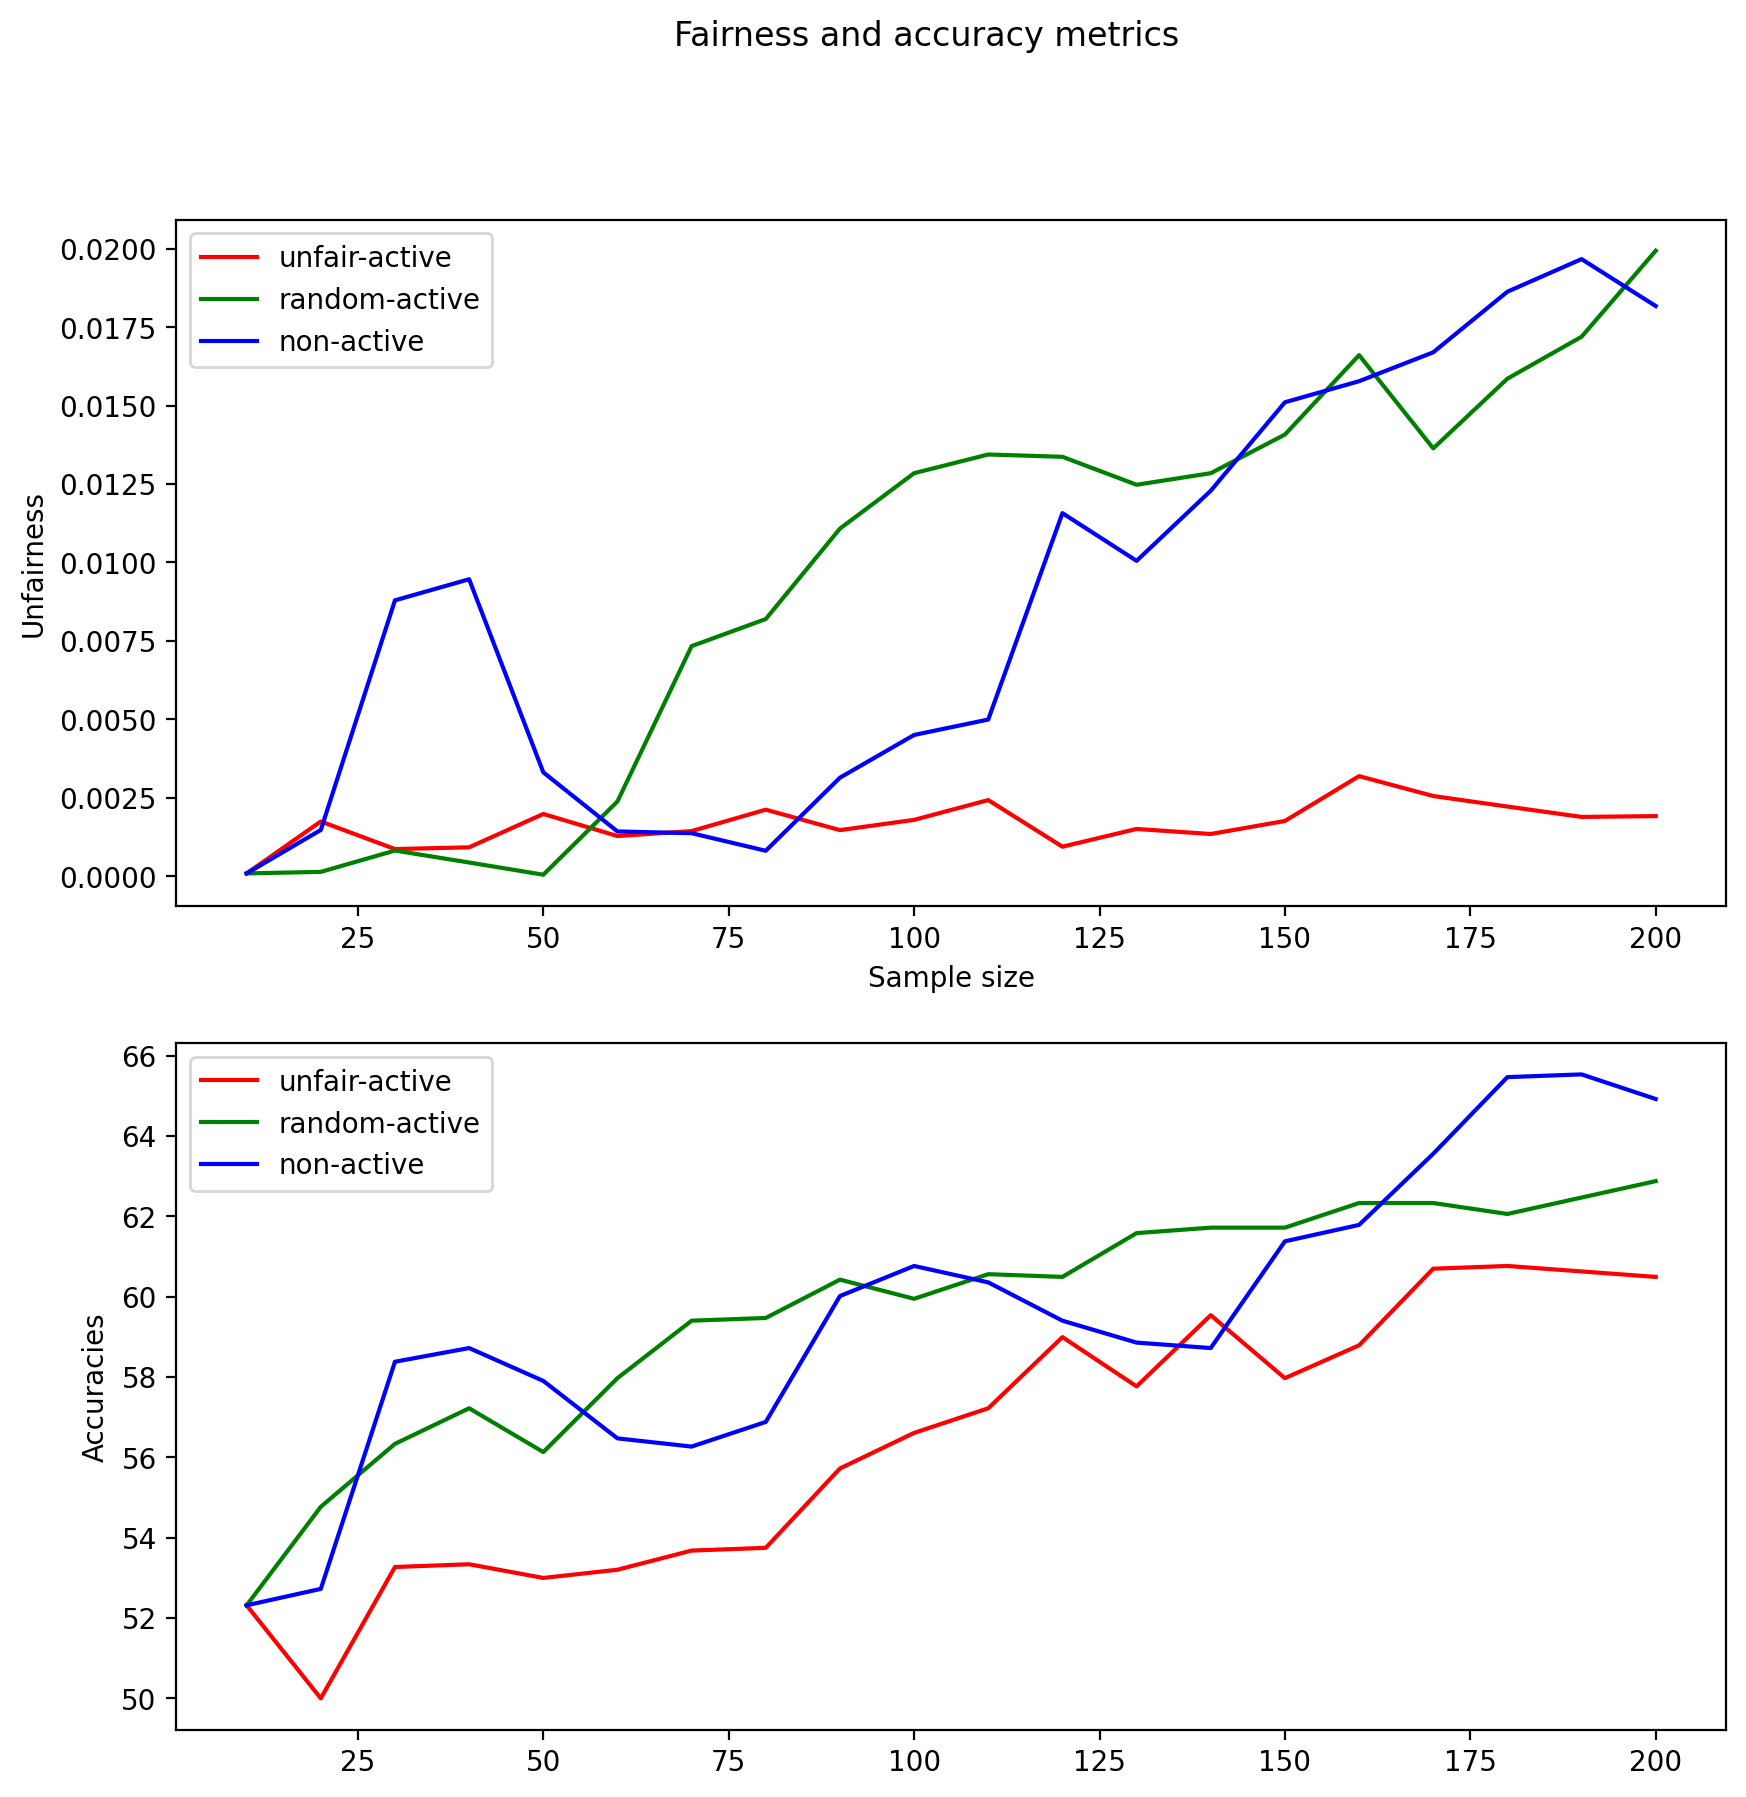 Fairness and accuracy metrics
unfair-active
random-active
non-active
0.0200
0.0175
0.0150
0.0125
0.0100
0.0075
0.0050
0.0025
0.0000
Unfairness
25 50 75 100 125 150 175 200
Sample size
unfair-active
random-active
non-active
66
64
62
60
58
56
54
52
50
Accuracies
25 50 75 100 125 150 175 200